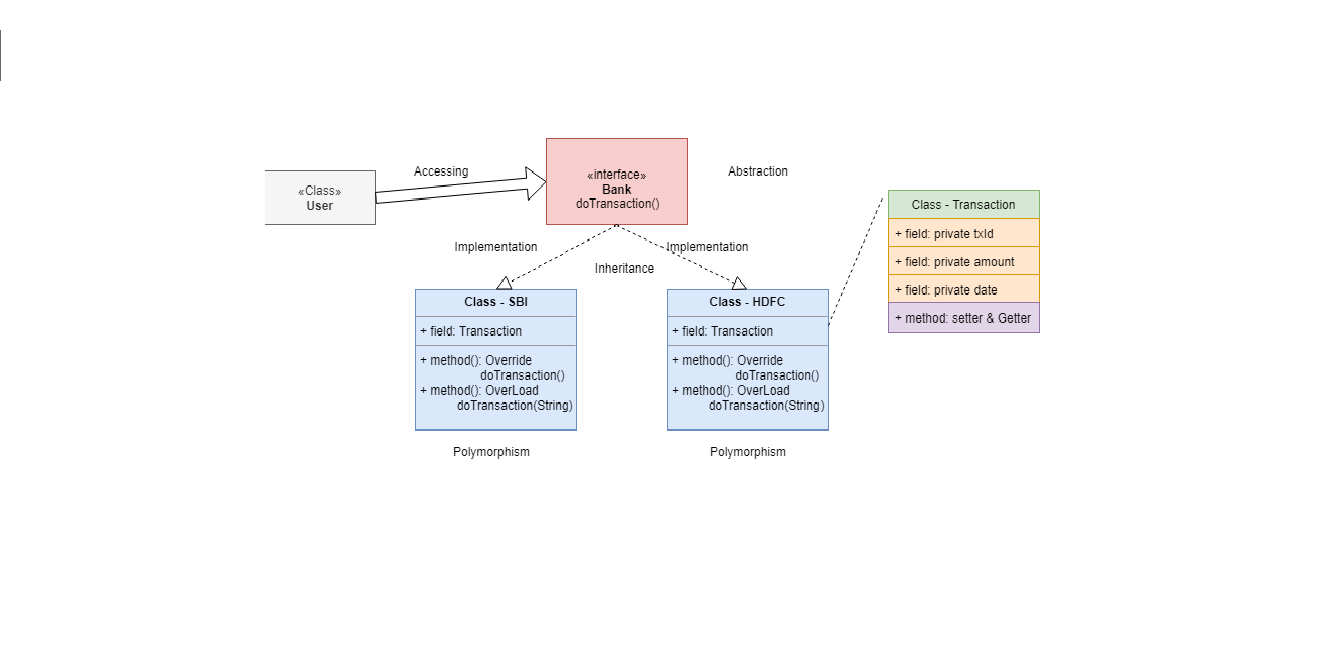 Accessing
«Class»
User
«interface»
Bank
doTransaction()
Abstraction
Implementation
Implementation
Inheritance
Class - SBI
+ field: Transaction
+ method(): Override
doTransaction()
+ method(): OverLoad
doTransaction(String)
Polymorphism
Class - HDFC
+ field: Transaction
+ method(): Override
doTransaction()
+ method(): OverLoad
doTransaction(String)
Polymorphism
Class - Transaction
+ field: private txId
+ field: private amount
+ field: private date
+ method: setter & Getter